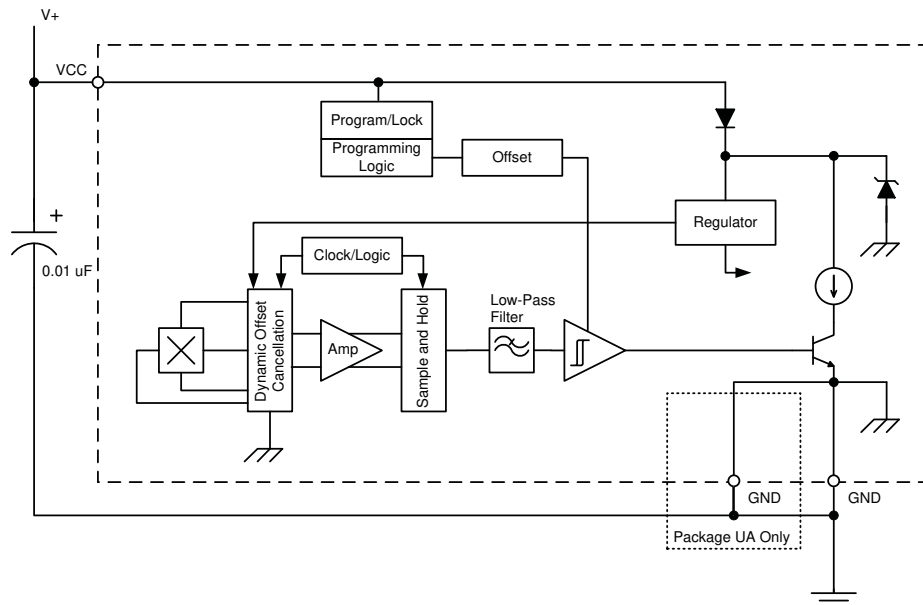 V+
VCC
Program/Lock
Programming
Logic
Offset
Regulator
+
0.01 uF
Clock/Logic
Dynamic Offset
Cancellation
Amp
Sample and Hold
Low-Pass
Filter
GND
GND
Package UA Only